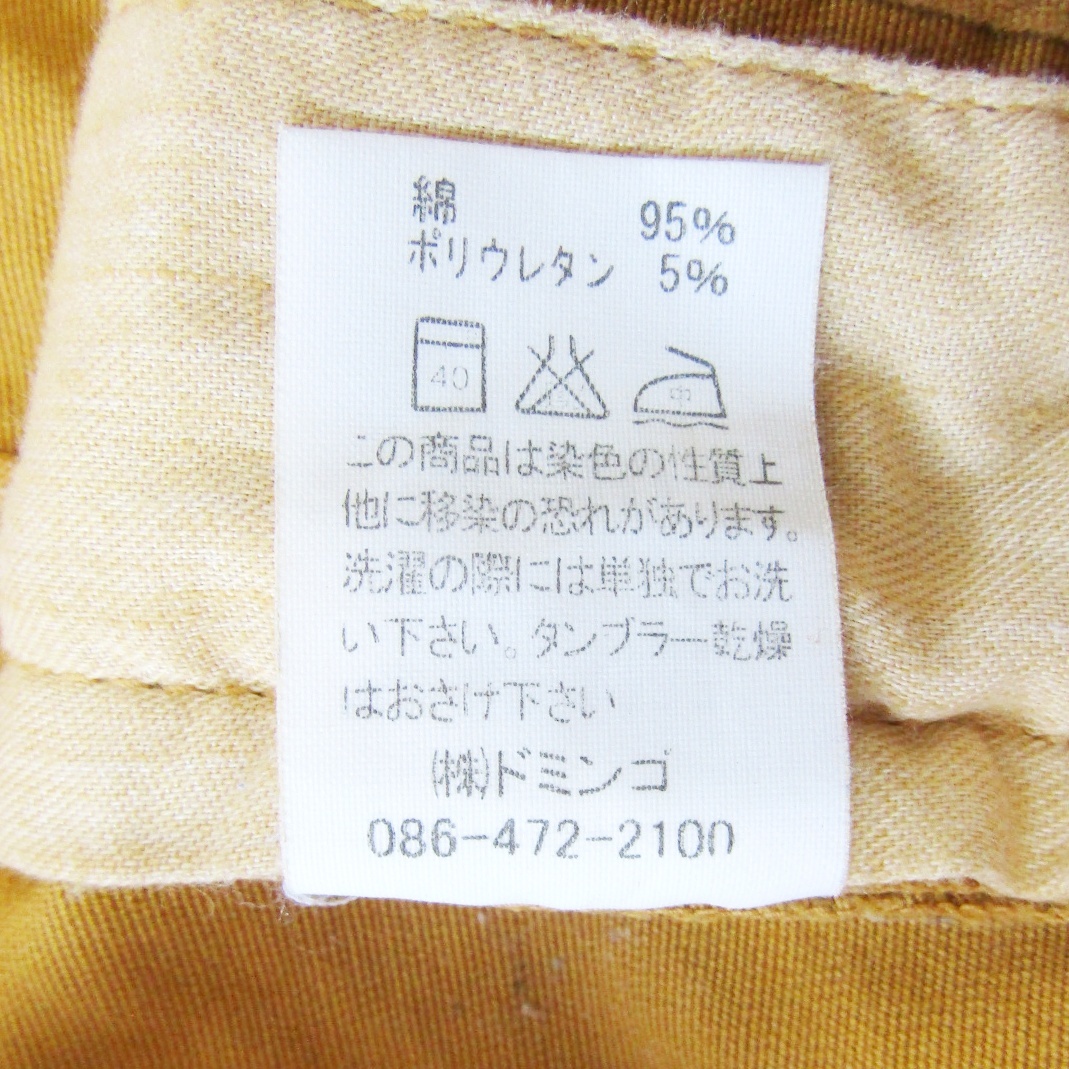 綿 95%
ポリウレタン 5%
40 中
この商品は染色の性質上
他に移染の恐れがあります。
洗濯の際には単独でお洗
い下さい。タンブラー乾燥
はおさけ下さい
(株)ドミンゴ
086-472-2100